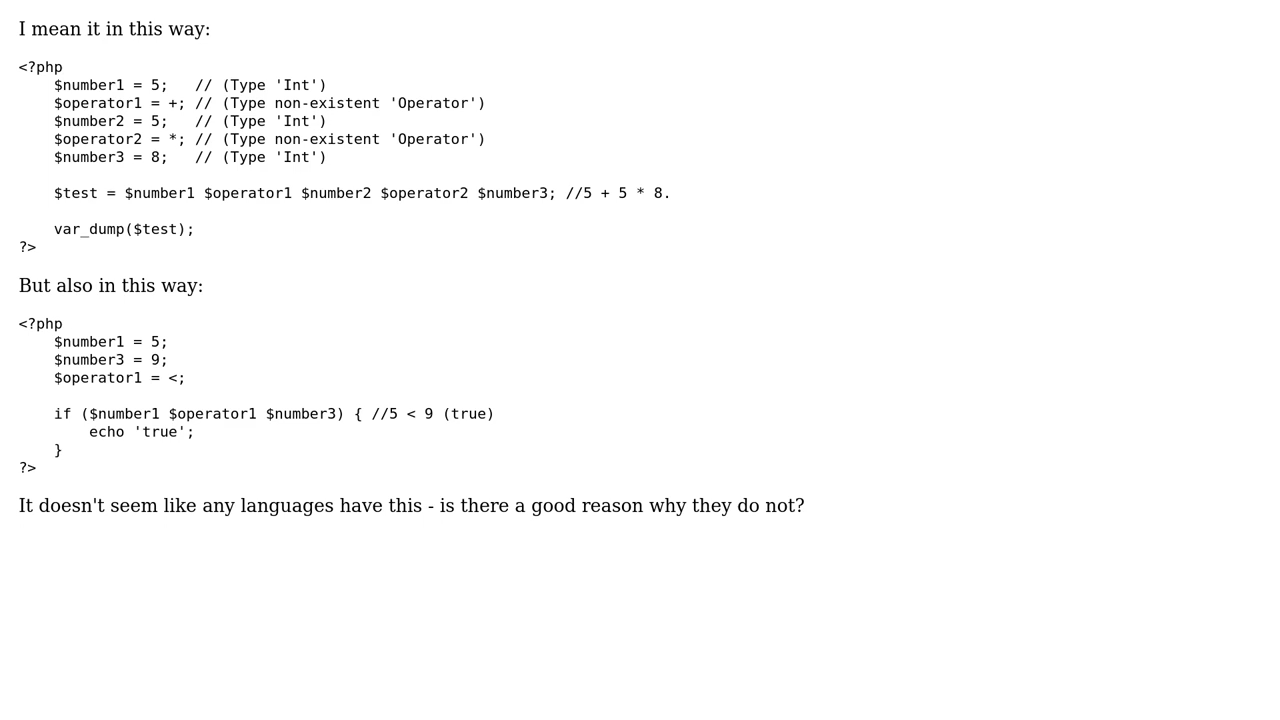 I mean it in this way:
<?php
    $number1 = 5;   // (Type 'Int')
    $operator1 = +; // (Type non-existent 'Operator')
    $number2 = 5;   // (Type 'Int')
    $operator2 = *; // (Type non-existent 'Operator')
    $number3 = 8;   // (Type 'Int')

    $test = $number1 $operator1 $number2 $operator2 $number3; //5 + 5 * 8.

    var_dump($test);
?>
But also in this way:
<?php
    $number1 = 5;
    $number3 = 9;
    $operator1 = <;

    if ($number1 $operator1 $number3) { //5 < 9 (true)
        echo 'true';
    }
?>
It doesn't seem like any languages have this - is there a good reason why they do not?